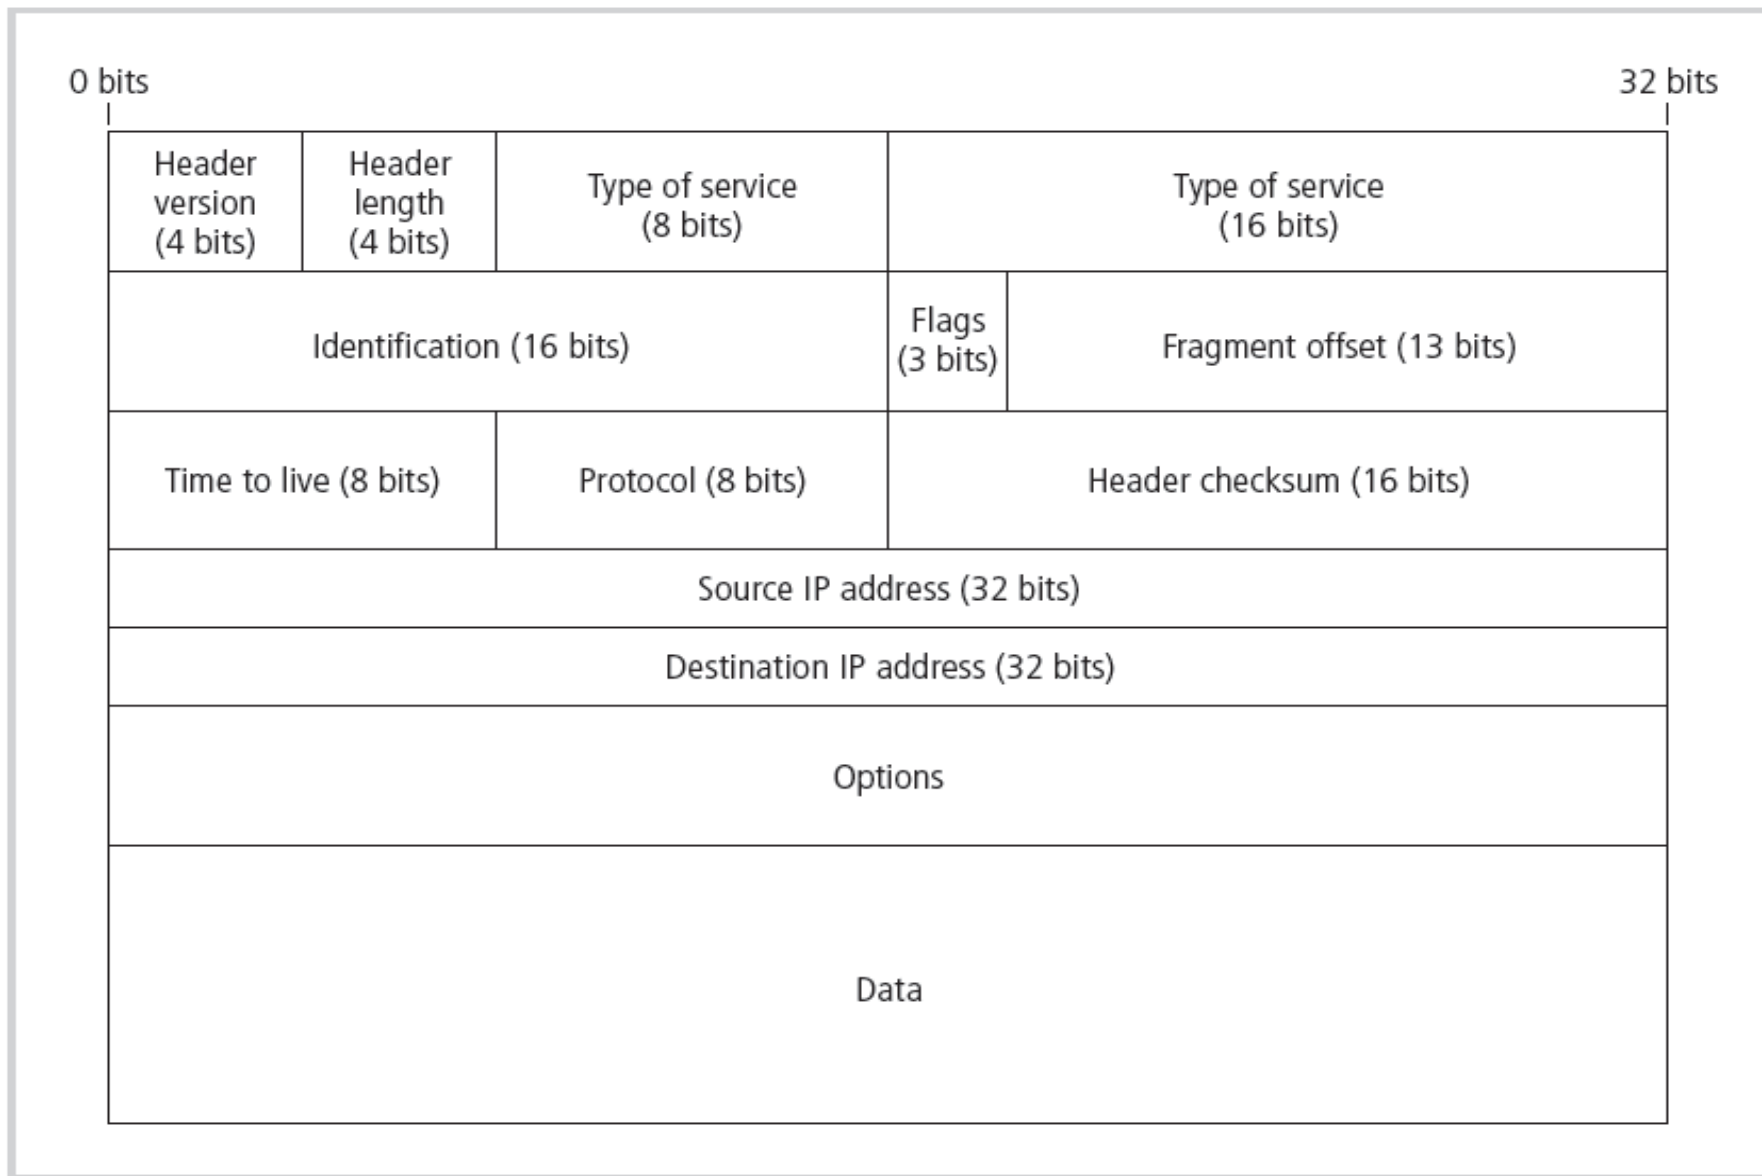 0 bits
32 bits
Header
version
(4 bits)
Header
length
(4 bits)
Type of service
(8 bits)
Type of service
(16 bits)
Identification (16 bits)
Flags
(3 bits)
Fragment offset (13 bits)
Time to live (8 bits)
Protocol (8 bits)
Header checksum (16 bits)
Source IP address (32 bits)
Destination IP address (32 bits)
Options
Data